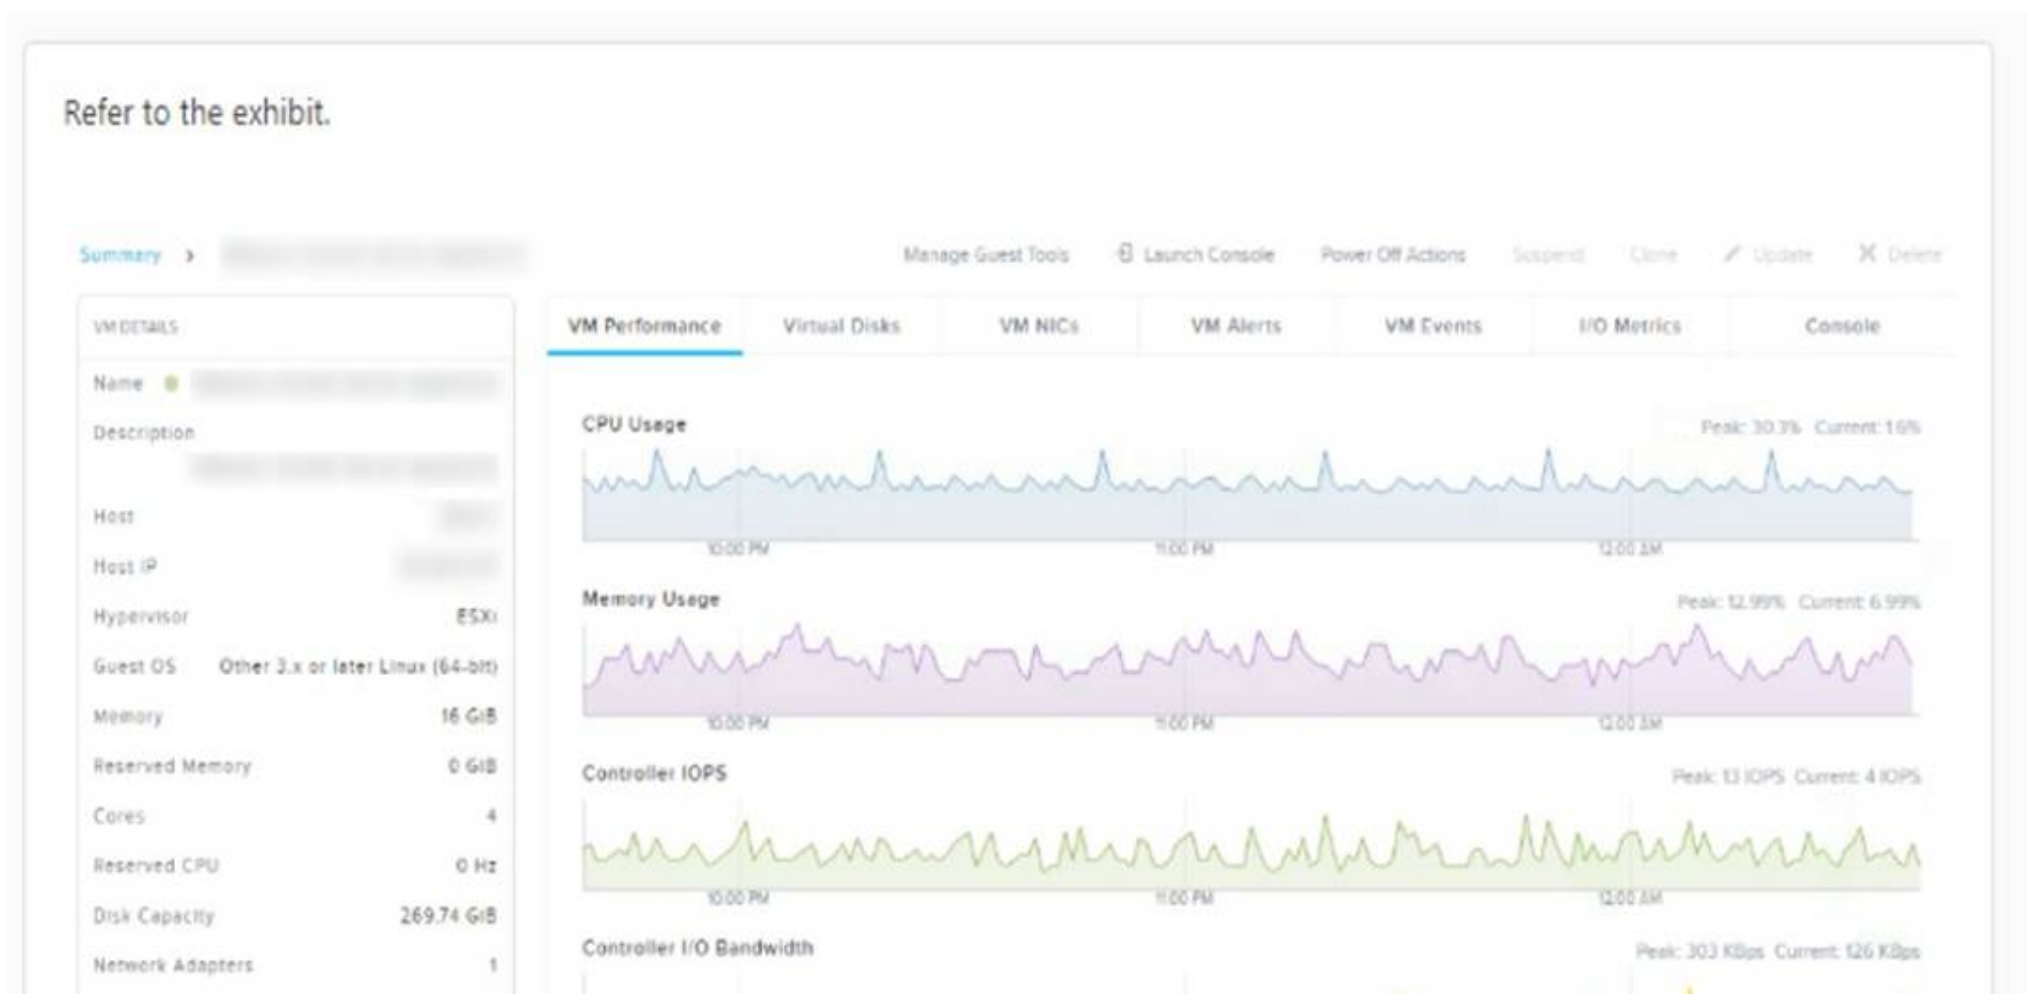 Refer to the exhibit.
Summary >
Manage Guest Tools Launch Console Power Off Actions Suspend Clone Update Delete
VM DETAILS
Name
Description
Host
Host IP
Hypervisor ESXi
Guest OS Other 3.x or later Linux (64-bit)
Memory 16 GiB
Reserved Memory 0 GiB
Cores 4
Reserved CPU 0 Hz
Disk Capacity 269.74 GiB
Network Adapters 1
VM Performance Virtual Disks VM NICs VM Alerts VM Events I/O Metrics Console
CPU Usage Peak: 30.3% Current: 16%
10:00 PM 11:00 PM 12:00 AM
Memory Usage Peak: 12.99% Current: 6.99%
10:00 PM 11:00 PM 12:00 AM
Controller IOPS Peak: 13 IOPS Current: 4 IOPS
10:00 PM 11:00 PM 12:00 AM
Controller I/O Bandwidth Peak: 303 KBps Current: 126 KBps